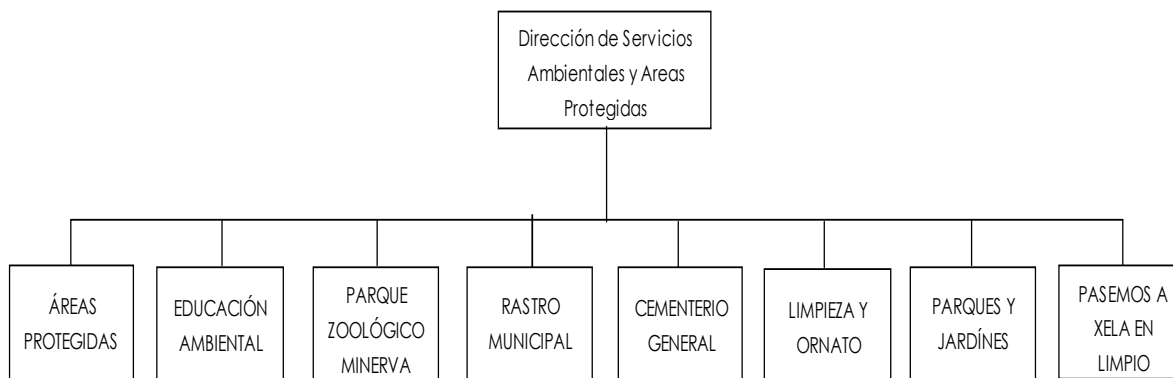 Dirección de Servicios
Ambientales y Areas
Protegidas
ÁREAS
PROTEGIDAS
EDUCACIÓN
AMBIENTAL
PARQUE
ZOOLÓGICO
MINERVA
RASTRO
MUNICIPAL
CEMENTERIO
GENERAL
LIMPIEZA Y
ORNATO
PARQUES Y
JARDÍNES
PASEMOS A
XELA EN
LIMPIO